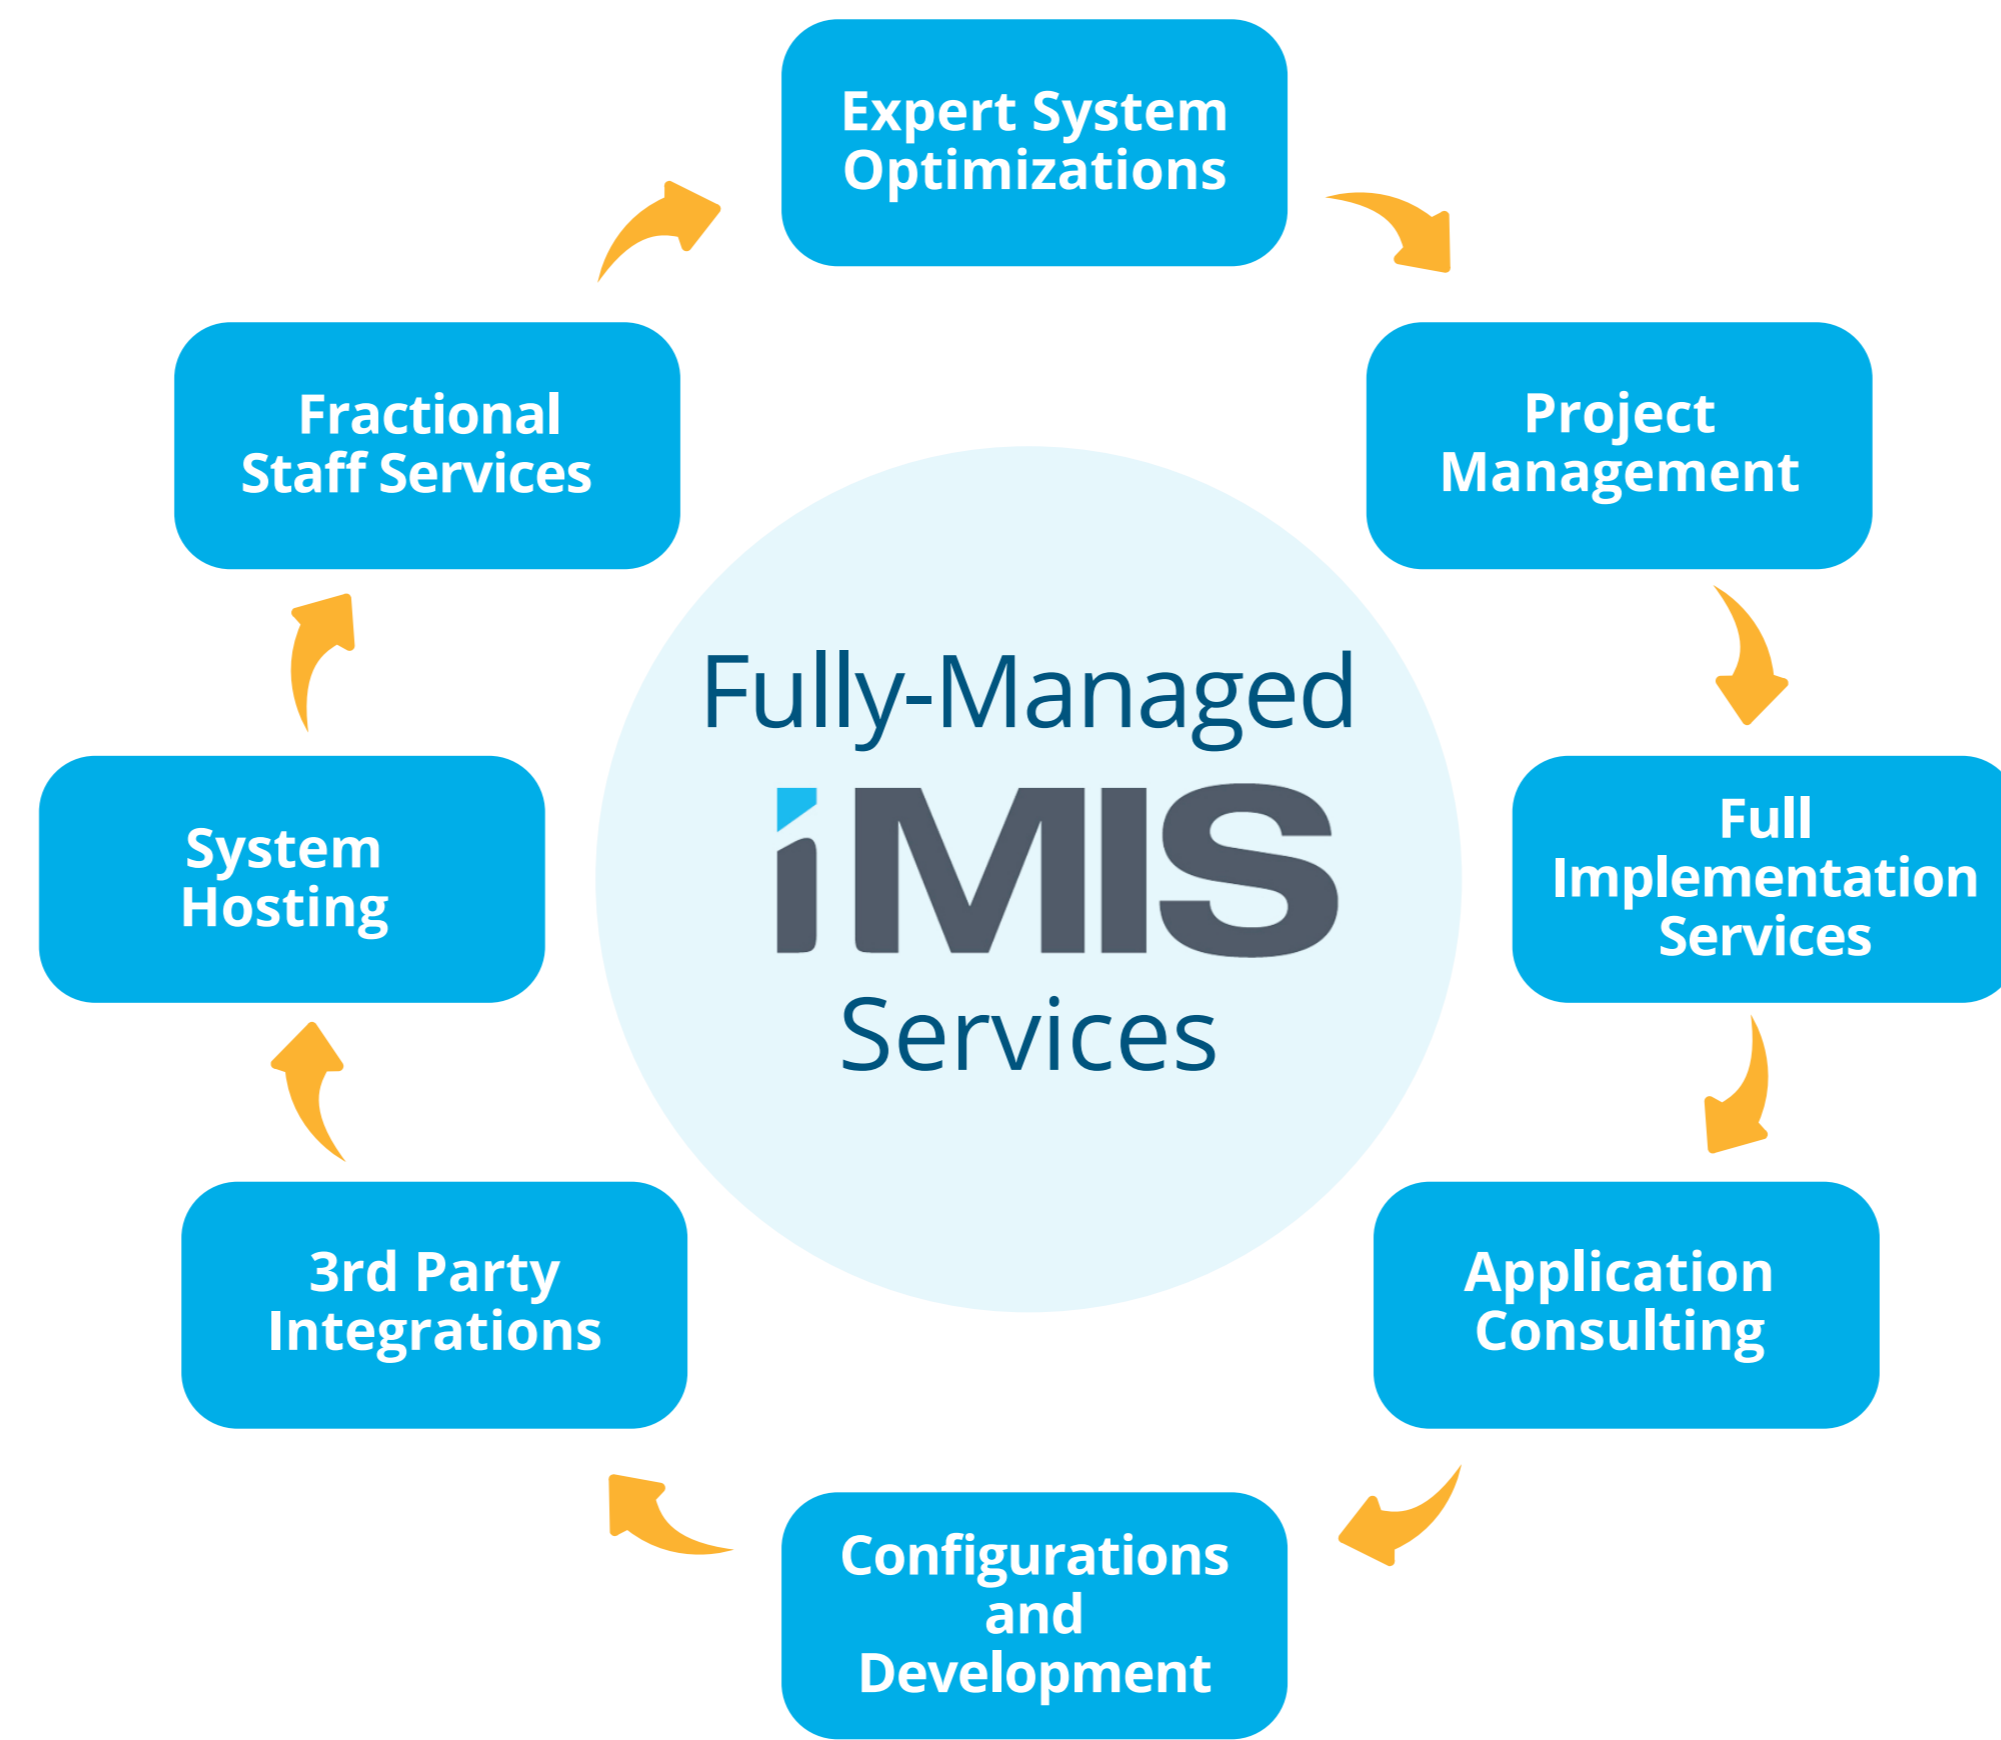 Expert System
Optimizations
Project
Management
Full
Implementation
Services
Application
Consulting
Configurations
and
Development
3rd Party
Integrations
System
Hosting
Fractional
Staff Services
Fully-Managed
iMIS
Services